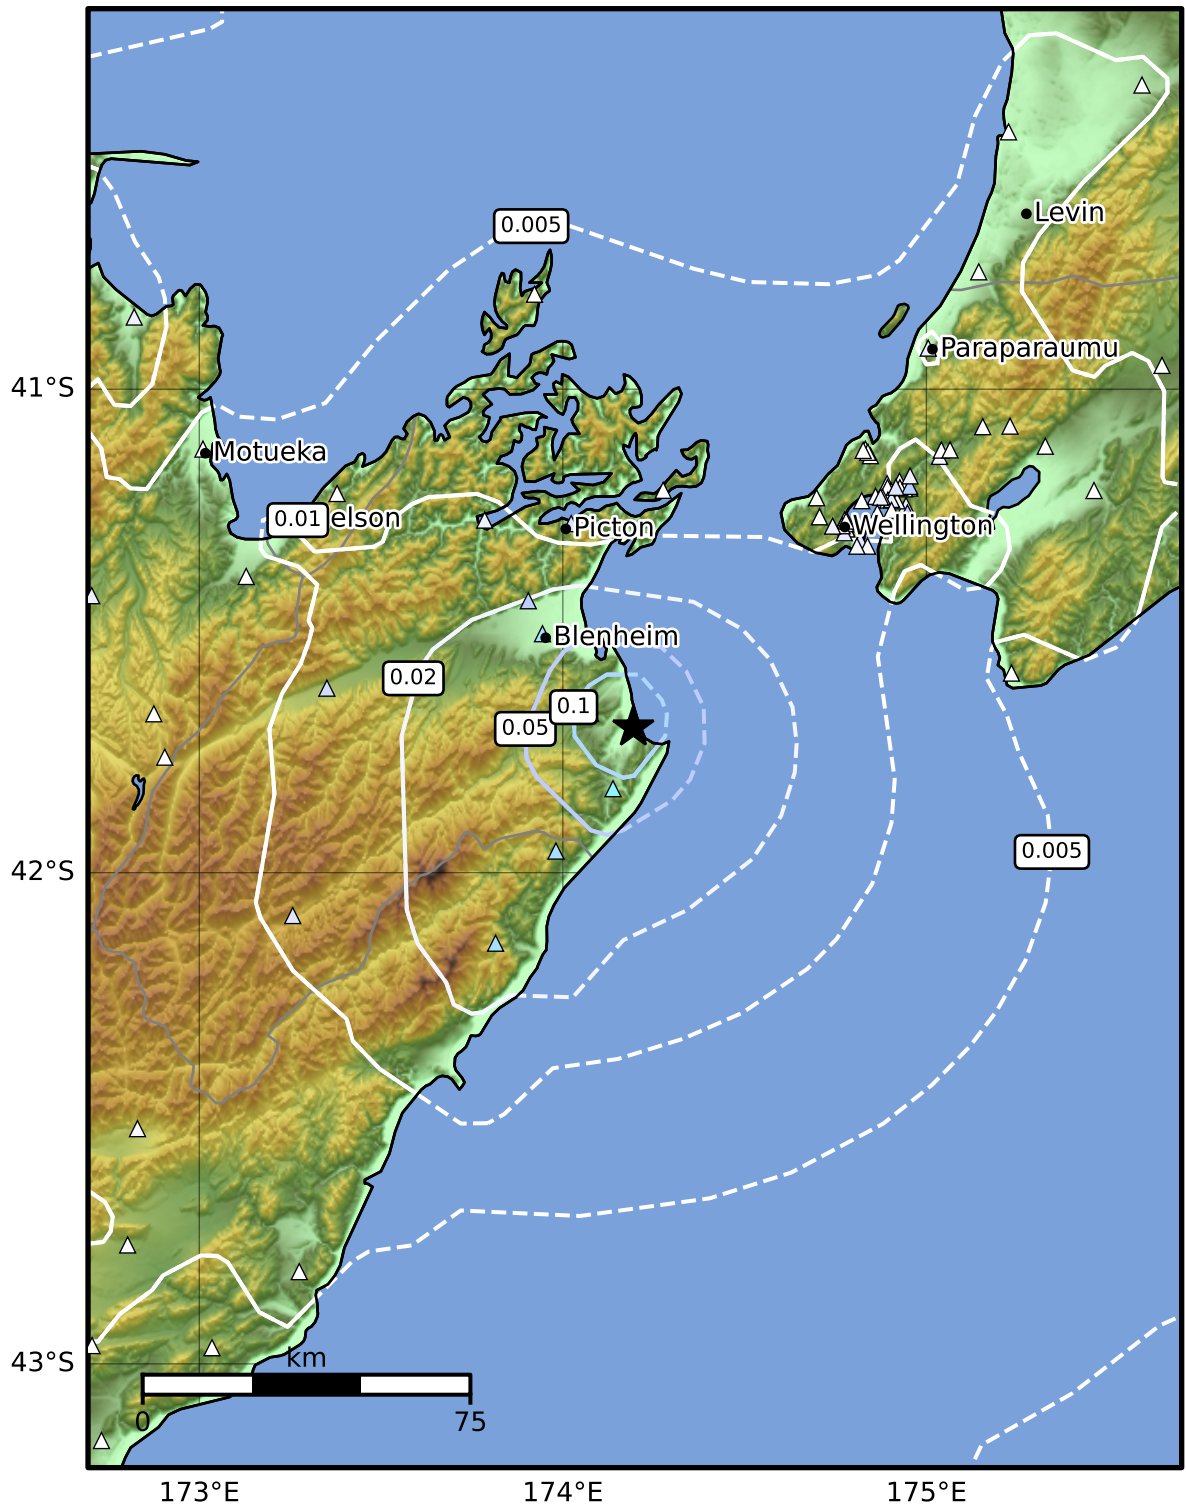 0.005
Levin
Paraparaumu
41°S
Motueka
0.01
elson
Picton
Wellington
Blenheim
0.02
0.1
0.05
0.005
42°S
43°S
km
0
75
173°E
174°E
175°E